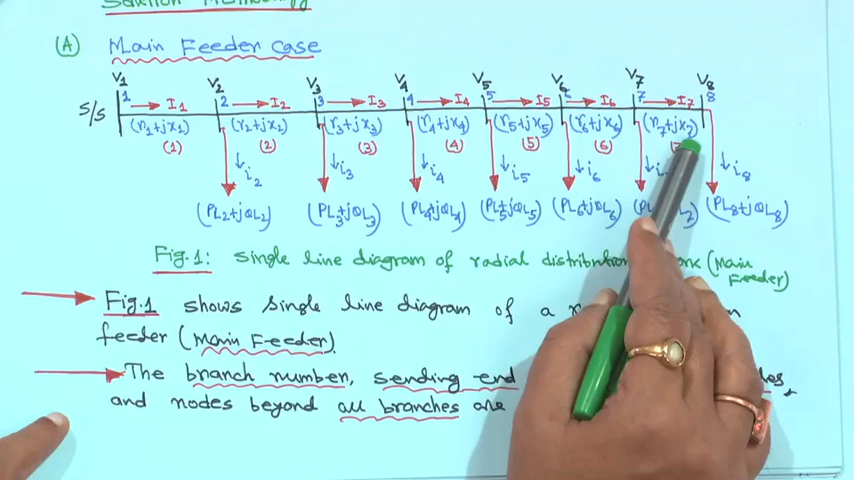 Solution Methodology
(A) Main Feeder case
V1 V2 V3 V4 V5 V6 V7 V8
S/S 1 I1 2 I2 3 I3 4 I4 5 I5 6 I6 7 I7 8
(r1+jx1) (r2+jx2) (r3+jx3) (r4+jx4) (r5+jx5) (r6+jx6) (r7+jx7)
(1) (2) (3) (4) (5) (6)
i2 i3 i4 i5 i6 i8
(PL2+jQL2) (PL3+jQL3) (PL4+jQL4) (PL5+jQL5) (PL6+jQL6) (PL8+jQL8)
Fig.1: Single line diagram of radial distribution (Main Feeder)
Fig.1 shows single line diagram of a
feeder (Main Feeder).
The branch number, sending end
and nodes beyond all branches are